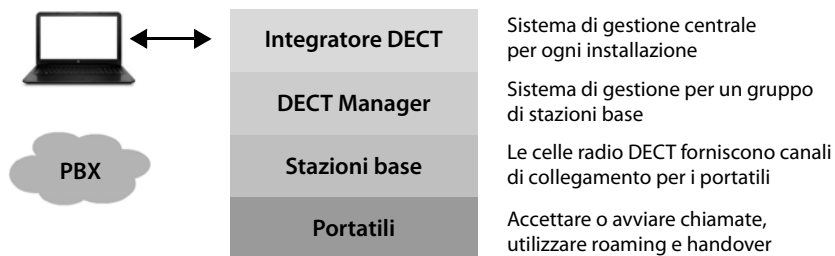 Integratore DECT
Sistema di gestione centrale
per ogni installazione
DECT Manager
Sistema di gestione per un gruppo
di stazioni base
PBX
Stazioni base
Le celle radio DECT forniscono canali
di collegamento per i portatili
Portatili
Accettare o avviare chiamate,
utilizzare roaming e handover